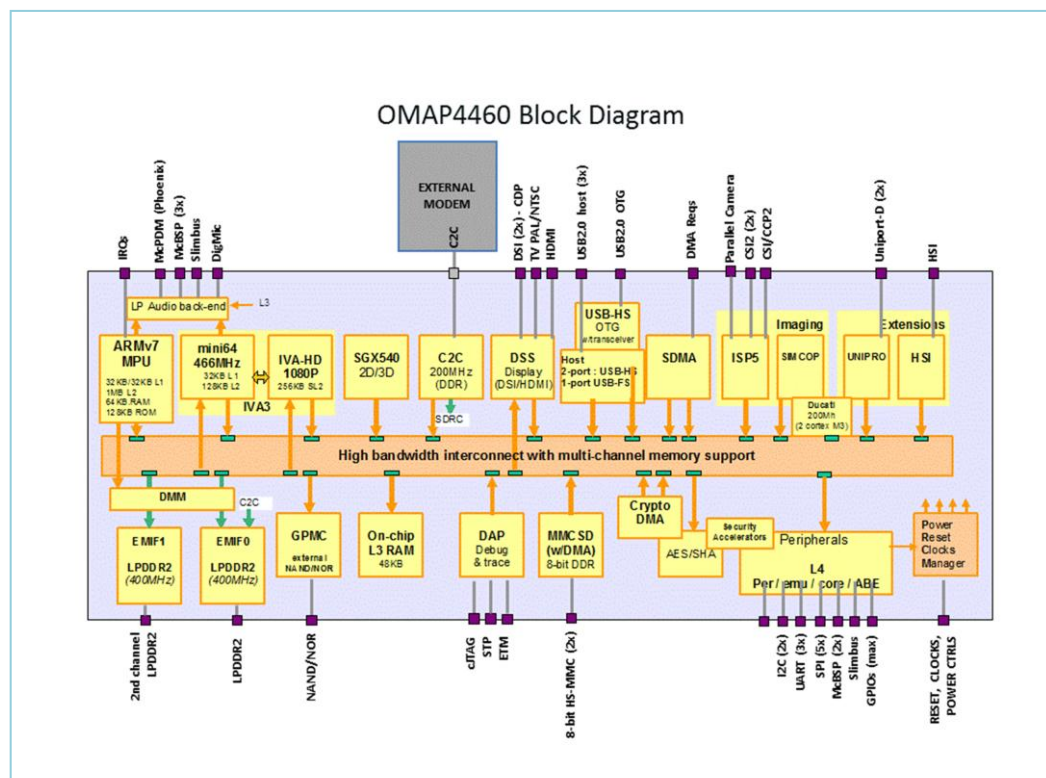 OMAP4460 Block Diagram
EXTERNAL
MODEM
C2C
IRQs
McPDM (Phoenix)
McBSP (3x)
Slimbus
DigMic
DSI (2x) - CDP
TV PAL/NTSC
HDMI
USB2.0 host (3x)
USB2.0 OTG
DMA Reqs
Parallel Camera
CSI2 (2x)
CSI/CCP2
Uniport-D (2x)
HSI
LP Audio back-end
L3
ARMv7
MPU
32KB/32KB L1
1MB L2
64KB RAM
128KB ROM
mini64
466MHz
32KB L1
128KB L2
IVA-HD
1080P
256KB SL2
IVA3
SGX540
2D/3D
C2C
200MHz
(DDR)
SDRC
DSS
Display
(DSI/HDMI)
USB-HS
OTG
w/transceiver
Host
2-port : USB-HS
1-port USB-FS
SDMA
Imaging
ISP5
SIMCOP
Extensions
UNIPRO
HSI
Ducati
200Mh
(2 cortex M3)
High bandwidth interconnect with multi-channel memory support
DMM
C2C
EMIF1
LPDDR2
(400MHz)
EMIF0
LPDDR2
(400MHz)
GPMC
external
NAND/NOR
On-chip
L3 RAM
48KB
DAP
Debug
& trace
MMCSD
(w/DMA)
8-bit DDR
Crypto
DMA
AES/SHA
Security
Accelerators
Peripherals
L4
Per / emu / core / ABE
Power
Reset
Clocks
Manager
2nd channel
LPDDR2
LPDDR2
NAND/NOR
cJTAG
STP
ETM
8-bit HS-MMC (2x)
I2C (2x)
UART (3x)
SPI (5x)
McBSP (2x)
Slimbus
GPIOs (max)
RESET, CLOCKS,
POWER CTRLS